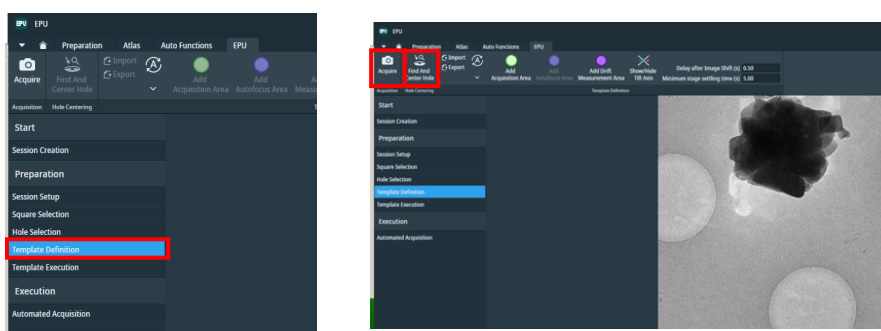 EPU EPU
Preparation Atlas Auto Functions EPU
Acquire
Find And
Center Hole
Import
Export
Add
Acquisition Area
Add
Autofocus Area
Acquisition Hole Centering
Start
Session Creation
Preparation
Session Setup
Square Selection
Hole Selection
Template Definition
Template Execution
Execution
Automated Acquisition
EPU EPU
Preparation Atlas Auto Functions EPU
Acquire
Find And
Center Hole
Import
Export
Add
Acquisition Area
Add
Autofocus Area
Add Drift
Measurement Area
Show/Hide
Tilt Axis
Delay after Image Shift (s) 0.50
Minimum stage settling time (s) 5.00
Acquisition Hole Centering Template Definition
Start
Session Creation
Preparation
Session Setup
Square Selection
Hole Selection
Template Definition
Template Execution
Execution
Automated Acquisition